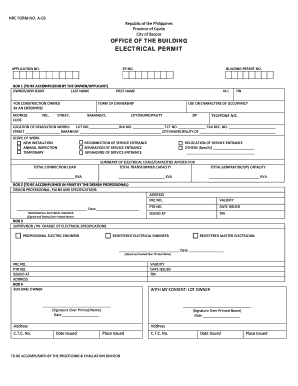 NBC FORM NO. A-03
Republic of the Philippines
Province of Cavite
City of Bacoor
OFFICE OF THE BUILDING
ELECTRICAL PERMIT
APPLICATION NO. EP NO. BUILDING PERMIT NO.
BOX 1 (TO BE ACCOMPLISHED BY THE OWNER/APPLICANT)
OWNER/APPLICANT LAST NAME FIRST NAME M.I TIN
FOR CONSTRUCTION OWNED FORM OF OWNERSHIP USE OR CHARACTER OF OCCUPANCY
BY AN ENTERPRISE
ADDRESS NO., STREET, BARANGAY, CITY/MUNICIPALITY ZIP TELEPHONE NO.
CODE
LOCATION OF WORKS: LOT NO. BLK NO. TCT NO. TAX DEC. NO.
STREET BARANGAY CITY/MUNICIPALITY OF
SCOPE OF WORK
NEW INSTALLATION RECONNECTION OF SERVICE ENTRANCE RELOCATION OF SERVICE ENTRANCE
ANNUAL INSPECTION SEPARATION OF SERVICE ENTRANCE OTHERS (Specify)
TEMPORARY UPGRADING OF SERVICE ENTRANCE
SUMMARY OF ELECTRICAL LOADS/CAPACITIES APPLIED FOR
TOTAL CONNECTION LOAD TOTAL TRANSFORMER CAPACITY TOTAL GENERATOR/UPS CAPACITY
KVA KVA KVA
BOX 2 (TO BE ACCOMPLISHED IN PRINT BY THE DESIGN PROFESSIONAL)
DESIGN PROFESSIONAL, PLANS AND SPECIFICATIONS
ADDRESS
PRC NO. VALIDITY
PTR NO. DATE ISSUED
Date
PROFESSIONAL ELECTRICAL ENGINEER ISSUED AT TIN
(Signed and Sealed Over Printed Name)
BOX 3
SUPERVISOR / IN- CHARGE OF ELECTRICAL SPECIFICATIONS
PROFESSIONAL ELECTRIC ENGINEER REGISTERED ELECTRICAL ENGINEER REGISTERED MASTER ELECTRICIAN
Date
(Signature/Sealed Over Printed Name)
PRC NO. VALIDITY
PTR NO. DATE ISSUED
ISSUED AT TIN
ADDRESS
BOX 4
BUILDING OWNER WITH MY CONSENT: LOT OWNER
(Signature Over Printed Name) (Signature Over Printed Name)
Date Date
Address Address
C.T.C. No. Date Issued Place Issued C.T.C. No. Date Issued Place Issued
TO BE ACCOMPLISHED BY THE PROCESSING & EVALUATION DIVISION